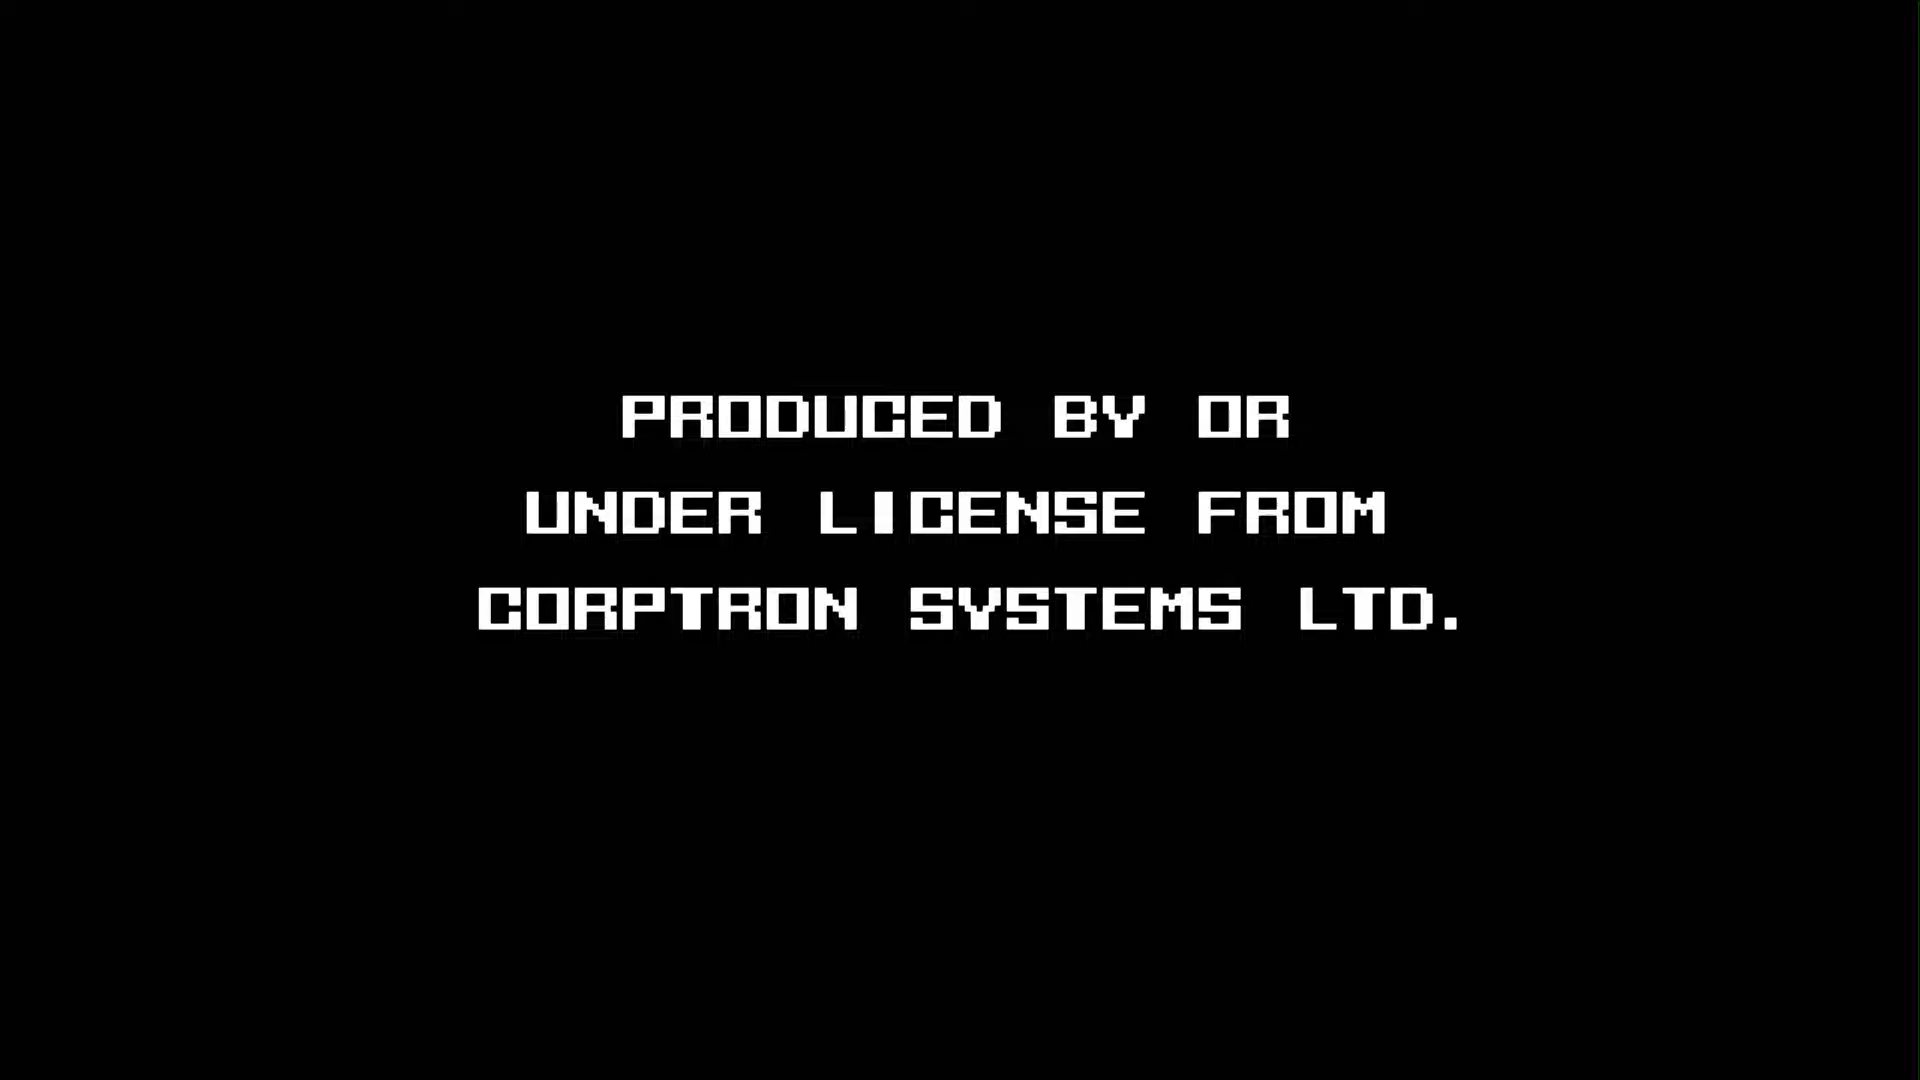 PRODUCED BY OR
UNDER LICENSE FROM
CORPTRON SYSTEMS LTD.